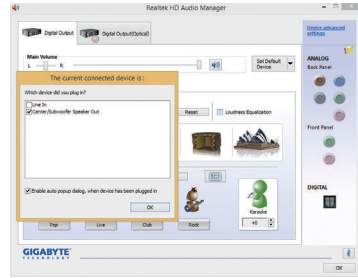 Realtek HD Audio Manager
Digital Output
Digital Output(Optical)
Device advanced settings
Main Volume
L
R
Set Default Device
ANALOG
Back Panel
The current connected device is :
Which device did you plug in?
Line In
Center/Subwoofer Speaker Out
Reset
Loudness Equalization
Front Panel
Enable auto popup dialog, when device has been plugged in
OK
DIGITAL
Karaoke
+0
Pop
Live
Club
Rock
GIGABYTE
TECHNOLOGY
OK